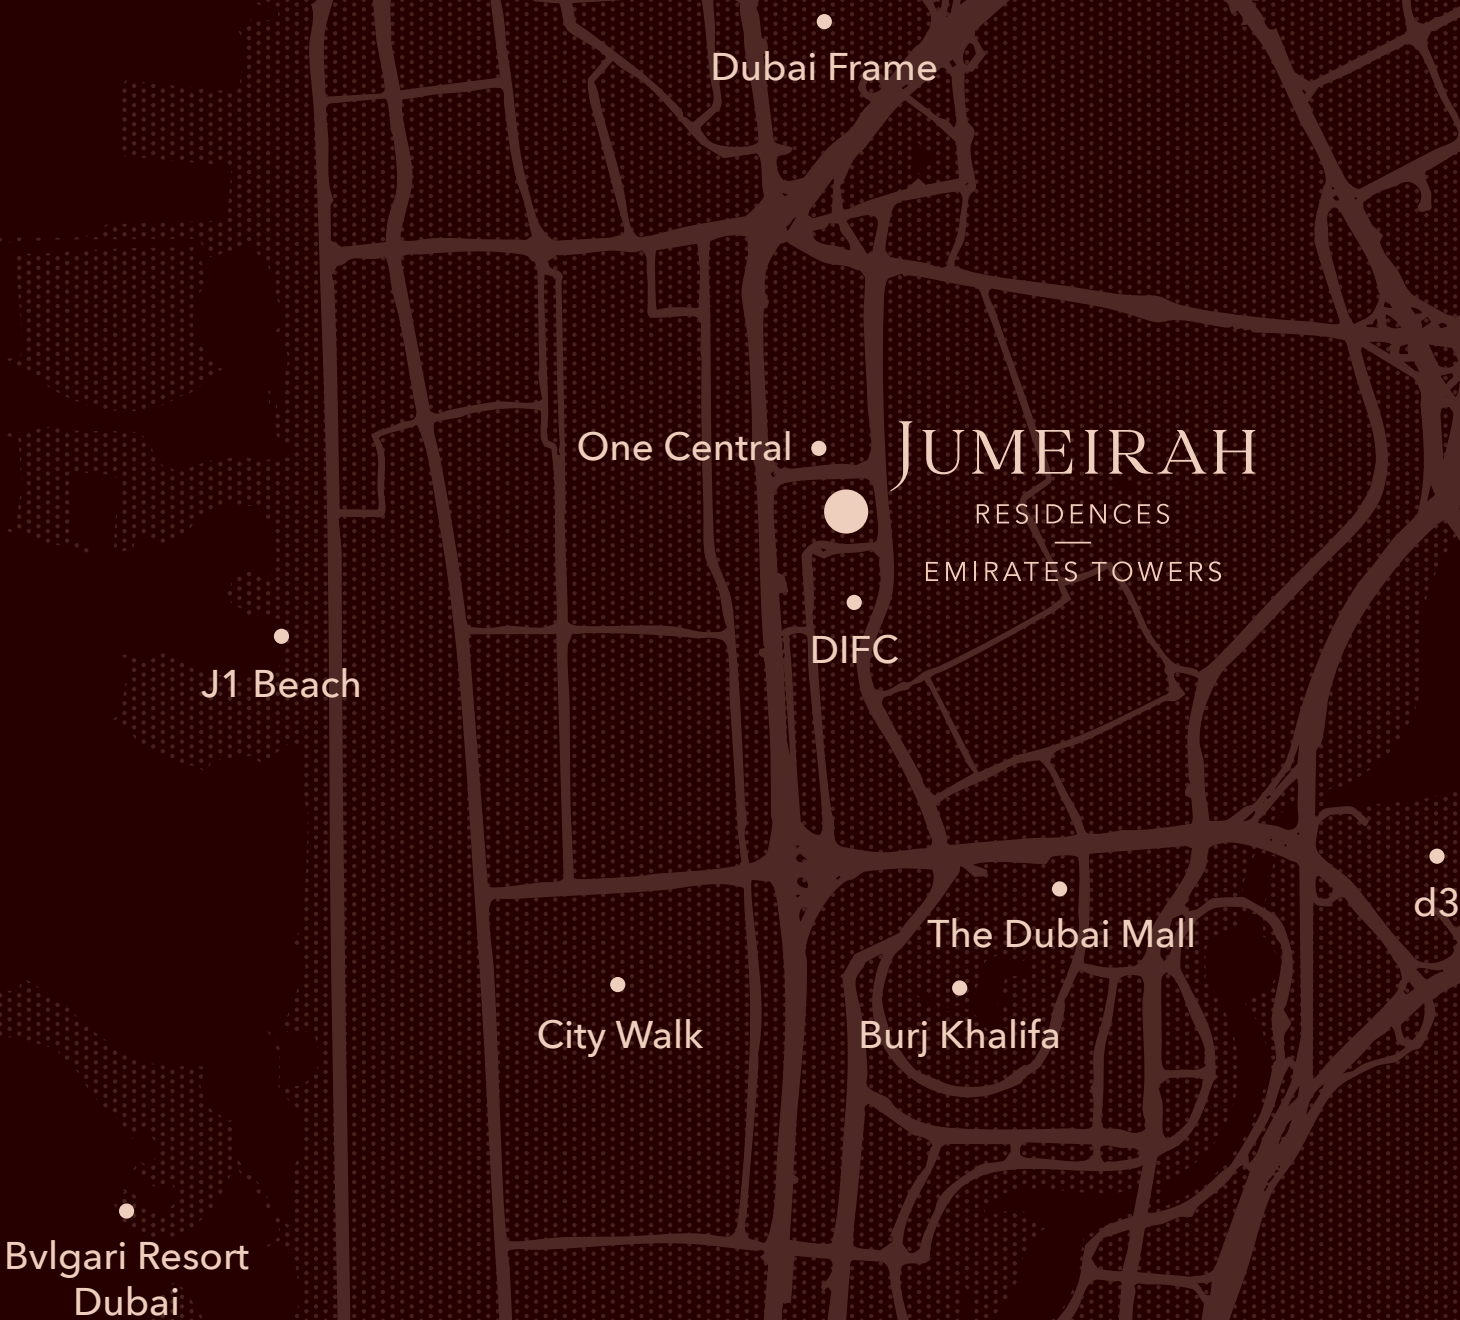 Dubai Frame
One Central
JUMEIRAH
RESIDENCES
EMIRATES TOWERS
DIFC
J1 Beach
d3
The Dubai Mall
City Walk
Burj Khalifa
Bvlgari Resort
Dubai